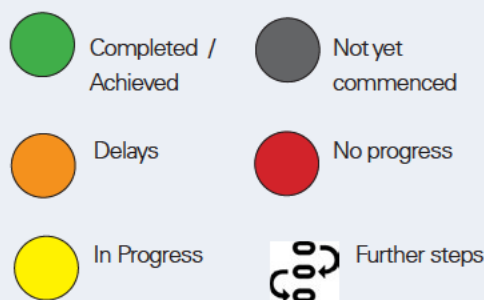 Completed /
Achieved
Not yet
commenced
Delays
No progress
In Progress
Further steps